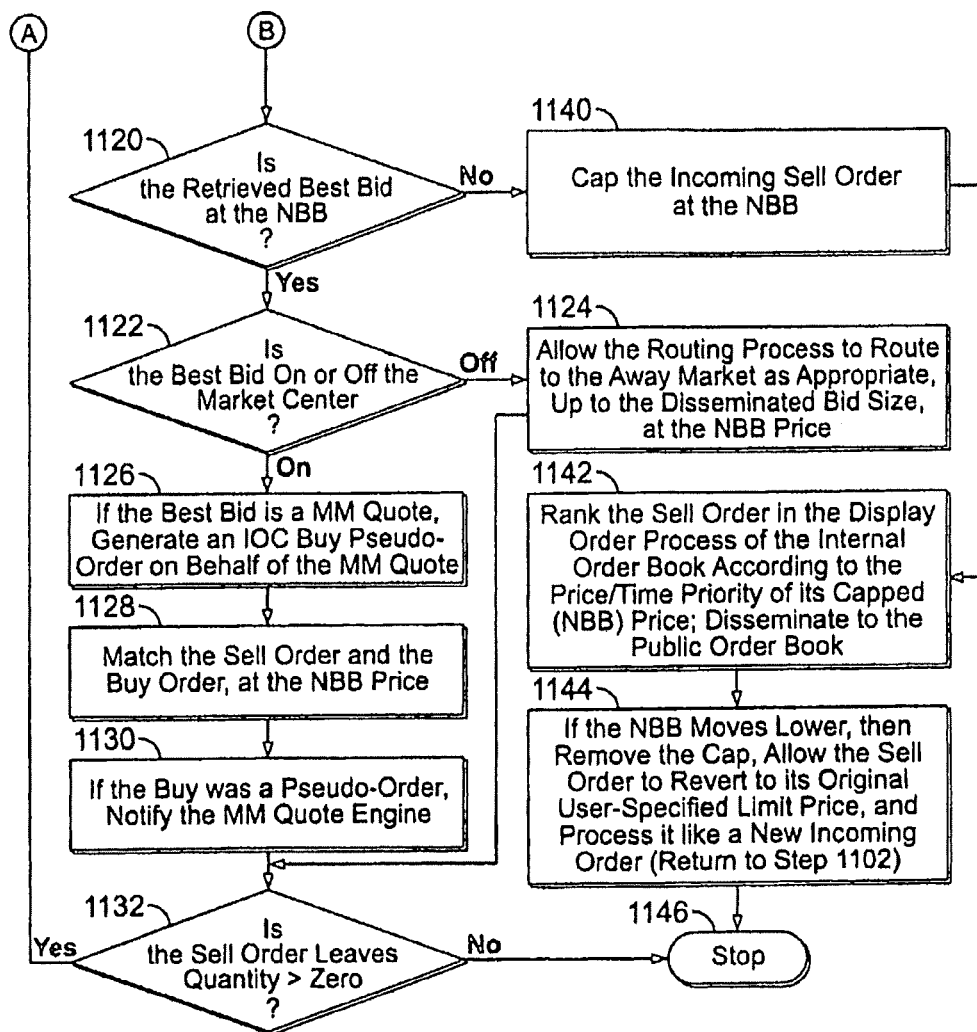 A
B
1120
Is
the Retrieved Best Bid
at the NBB
?
No
Yes
1140
Cap the Incoming Sell Order
at the NBB
1122
Is
the Best Bid On or Off the
Market Center
?
Off
On
1124
Allow the Routing Process to Route
to the Away Market as Appropriate,
Up to the Disseminated Bid Size,
at the NBB Price
1126
If the Best Bid is a MM Quote,
Generate an IOC Buy Pseudo-
Order on Behalf of the MM Quote
1142
Rank the Sell Order in the Display
Order Process of the Internal
Order Book According to the
Price/Time Priority of its Capped
(NBB) Price; Disseminate to the
Public Order Book
1128
Match the Sell Order and the
Buy Order, at the NBB Price
1144
If the NBB Moves Lower, then
Remove the Cap, Allow the Sell
Order to Revert to its Original
User-Specified Limit Price, and
Process it like a New Incoming
Order (Return to Step 1102)
1130
If the Buy was a Pseudo-Order,
Notify the MM Quote Engine
1132
Is
the Sell Order Leaves
Quantity > Zero
?
Yes
No
1146
Stop